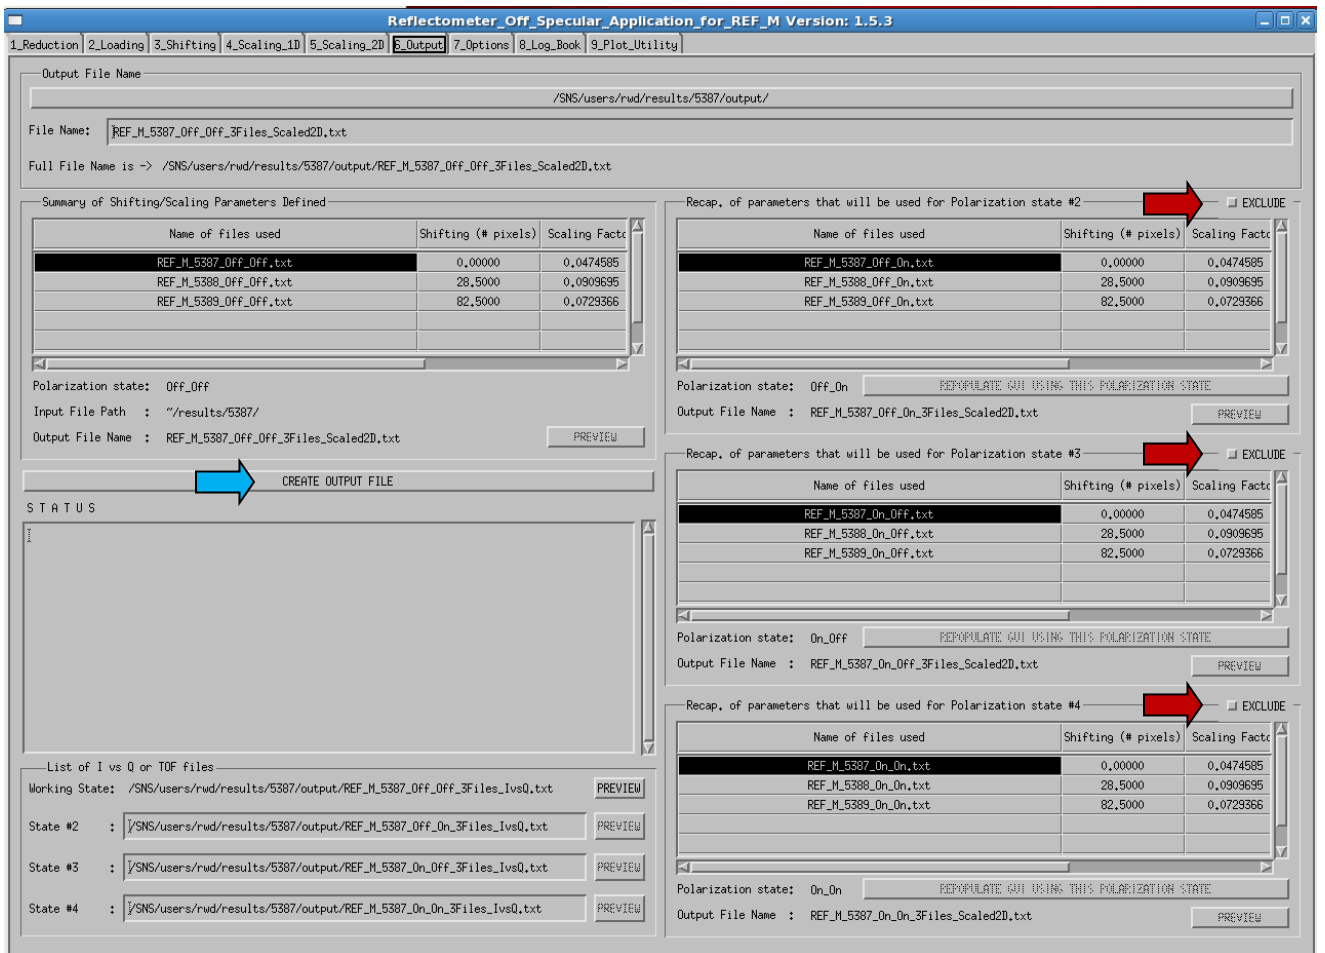 Reflectometer_Off_Specular_Application_for_REF_M Version: 1.5.3
1_Reduction 2_Loading 3_Shifting 4_Scaling_1D 5_Scaling_2D 6_Output 7_Options 8_Log_Book 9_Plot_Utility
Output File Name
/SNS/users/rwd/results/5387/output/
File Name: REF_M_5387_Off_Off_3Files_Scaled2D.txt
Full File Name is -> /SNS/users/rwd/results/5387/output/REF_M_5387_Off_Off_3Files_Scaled2D.txt
Summary of Shifting/Scaling Parameters Defined
Name of files used Shifting (# pixels) Scaling Factc
REF_M_5387_Off_Off.txt 0.00000 0.0474585
REF_M_5388_Off_Off.txt 28.5000 0.0909695
REF_M_5389_Off_Off.txt 82.5000 0.0729366
Polarization state: Off_Off
Input File Path : ~/results/5387/
Output File Name : REF_M_5387_Off_Off_3Files_Scaled2D.txt PREVIEW
CREATE OUTPUT FILE
S T A T U S
List of I vs Q or TOF files
Working State: /SNS/users/rwd/results/5387/output/REF_M_5387_Off_Off_3Files_IvsQ.txt PREVIEW
State #2 : /SNS/users/rwd/results/5387/output/REF_M_5387_Off_On_3Files_IvsQ.txt PREVIEW
State #3 : /SNS/users/rwd/results/5387/output/REF_M_5387_On_Off_3Files_IvsQ.txt PREVIEW
State #4 : /SNS/users/rwd/results/5387/output/REF_M_5387_On_On_3Files_IvsQ.txt PREVIEW
Recap. of parameters that will be used for Polarization state #2 EXCLUDE
Name of files used Shifting (# pixels) Scaling Factc
REF_M_5387_Off_On.txt 0.00000 0.0474585
REF_M_5388_Off_On.txt 28.5000 0.0909695
REF_M_5389_Off_On.txt 82.5000 0.0729366
Polarization state: Off_On REPOPULATE GUI USING THIS POLARIZATION STATE
Output File Name : REF_M_5387_Off_On_3Files_Scaled2D.txt PREVIEW
Recap. of parameters that will be used for Polarization state #3 EXCLUDE
Name of files used Shifting (# pixels) Scaling Factc
REF_M_5387_On_Off.txt 0.00000 0.0474585
REF_M_5388_On_Off.txt 28.5000 0.0909695
REF_M_5389_On_Off.txt 82.5000 0.0729366
Polarization state: On_Off REPOPULATE GUI USING THIS POLARIZATION STATE
Output File Name : REF_M_5387_On_Off_3Files_Scaled2D.txt PREVIEW
Recap. of parameters that will be used for Polarization state #4 EXCLUDE
Name of files used Shifting (# pixels) Scaling Factc
REF_M_5387_On_On.txt 0.00000 0.0474585
REF_M_5388_On_On.txt 28.5000 0.0909695
REF_M_5389_On_On.txt 82.5000 0.0729366
Polarization state: On_On REPOPULATE GUI USING THIS POLARIZATION STATE
Output File Name : REF_M_5387_On_On_3Files_Scaled2D.txt PREVIEW